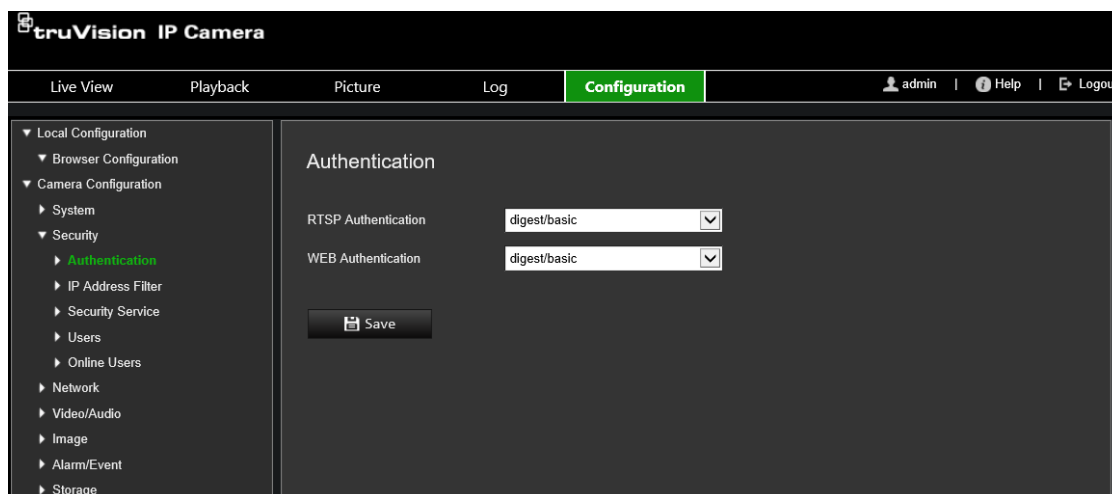 truVision IP Camera
Live View Playback Picture Log Configuration admin | Help | Logou
Local Configuration
Browser Configuration
Camera Configuration
System
Security
Authentication
IP Address Filter
Security Service
Users
Online Users
Network
Video/Audio
Image
Alarm/Event
Storage
Authentication
RTSP Authentication digest/basic
WEB Authentication digest/basic
Save